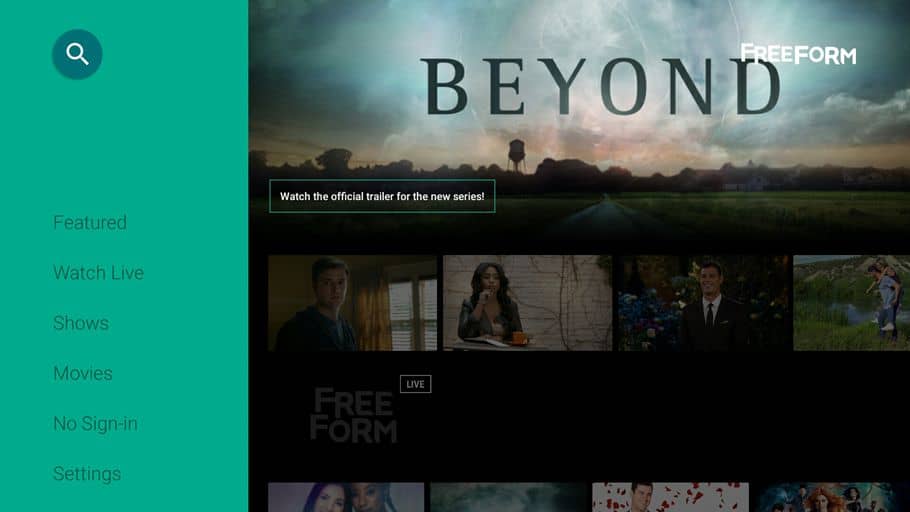 BEYOND
FREEFORM
Watch the official trailer for the new series!
Featured
Watch Live
Shows
Movies
No Sign-in
Settings
LIVE
FREE
FORM